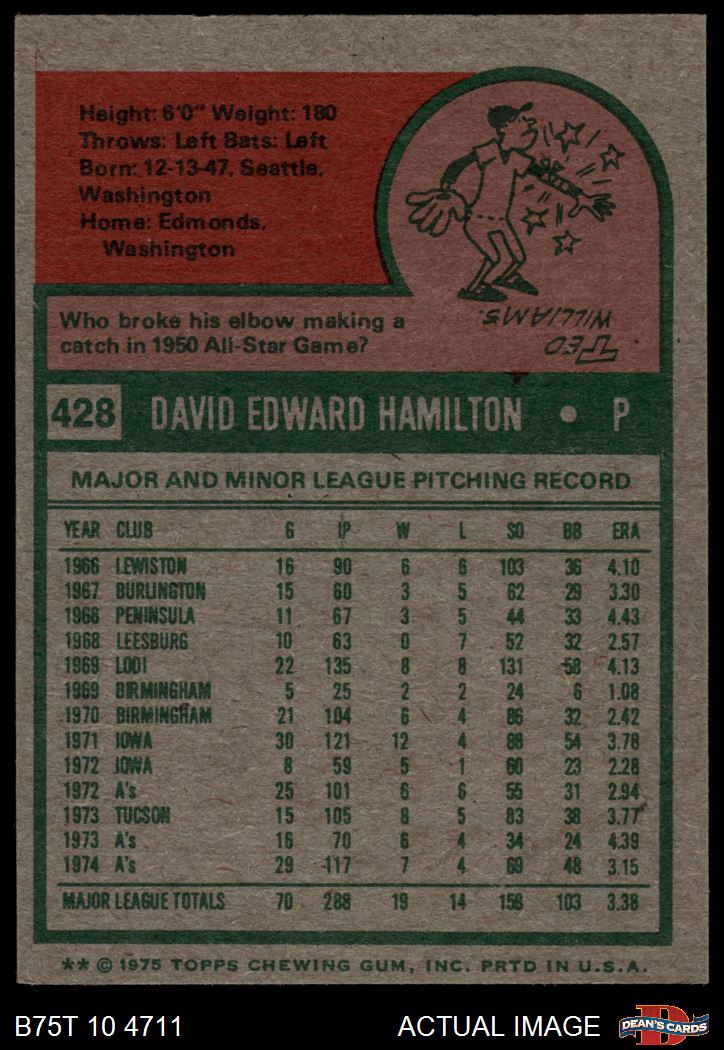 Height: 6'0" Weight: 180
Throws: Left Bats: Left
Born: 12-13-47, Seattle,
Washington
Home: Edmonds,
Washington
Who broke his elbow making a
catch in 1950 All-Star Game?
TED
WILLIAMS.
428 DAVID EDWARD HAMILTON • P
MAJOR AND MINOR LEAGUE PITCHING RECORD
YEAR CLUB G IP W L SO BB ERA
1966 LEWISTON 16 90 6 6 103 36 4.10
1967 BURLINGTON 15 60 3 5 62 29 3.30
1968 PENINSULA 11 67 3 5 44 33 4.43
1968 LEESBURG 10 63 0 7 52 32 2.57
1969 LODI 22 135 8 8 131 58 4.13
1969 BIRMINGHAM 5 25 2 2 24 6 1.08
1970 BIRMINGHAM 21 104 6 4 86 32 2.42
1971 IOWA 30 121 12 4 88 54 3.78
1972 IOWA 8 59 5 1 60 23 2.28
1972 A's 25 101 6 6 55 31 2.94
1973 TUCSON 15 105 8 5 83 38 3.77
1973 A's 16 70 6 4 34 24 4.39
1974 A's 29 117 7 4 69 48 3.15
MAJOR LEAGUE TOTALS 70 288 19 14 158 103 3.38
** © 1975 TOPPS CHEWING GUM, INC. PRTD IN U.S.A.
B75T 10 4711 ACTUAL IMAGE
DEAN'S CARDS